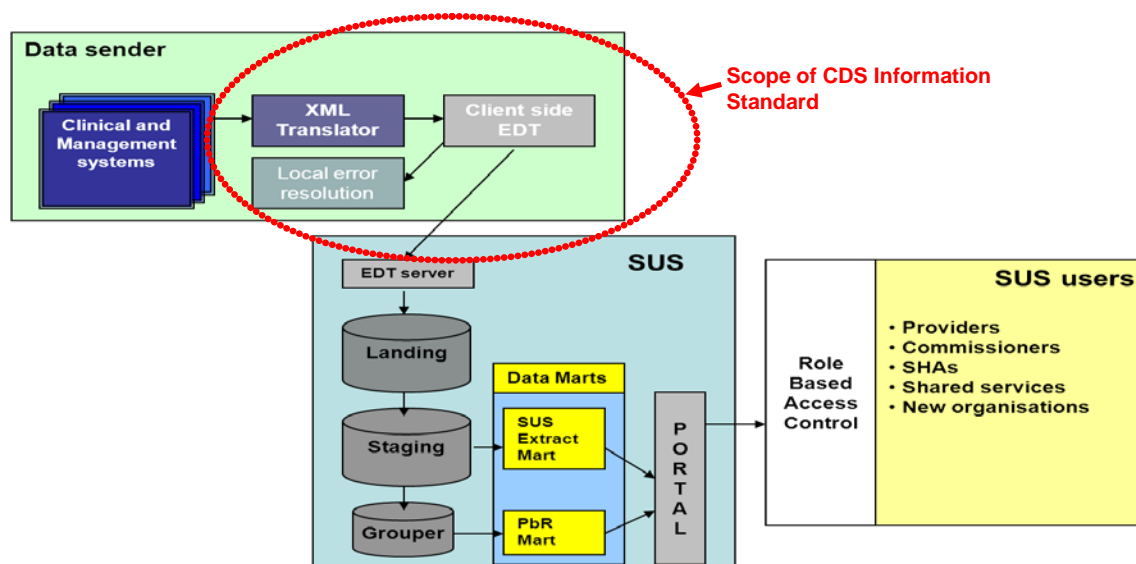 Data sender
Clinical and
Management
systems
XML
Translator
Client side
EDT
Local error
resolution
Scope of CDS Information
Standard
SUS
EDT server
Landing
Staging
Grouper
Data Marts
SUS
Extract
Mart
PbR
Mart
P
O
R
T
A
L
Role
Based
Access
Control
SUS users
• Providers
• Commissioners
• SHAs
• Shared services
• New organisations